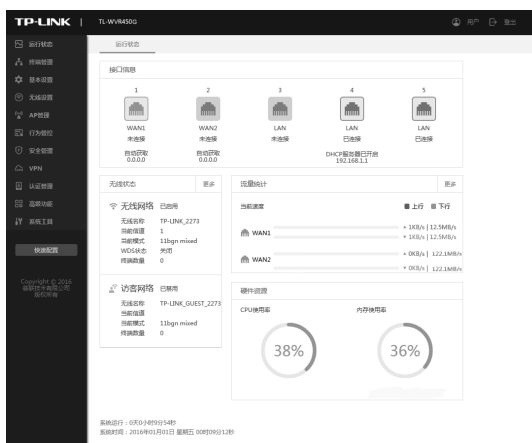 TP-LINK | TL-WVR450G
用户 登出
运行状态
终端管理
基本设置
无线设置
AP管理
行为管控
安全管理
VPN
认证管理
高级功能
系统工具
快速配置
Copyright © 2016
普联技术有限公司
版权所有
运行状态
接口信息
1 2 3 4 5
WAN1 WAN2 LAN LAN LAN
未连接 未连接 未连接 已连接 已连接
自动获取 自动获取 DHCP服务器已开启
0.0.0.0 0.0.0.0 192.168.1.1
无线状态 更多
无线网络 已启用
无线名称 TP-LINK_2273
当前信道 1
当前模式 11bgn mixed
WDS状态 关闭
终端数量 0
访客网络 已禁用
无线名称 TP-LINK_GUEST_2273
当前信道
当前模式 11bgn mixed
终端数量 0
流量统计 更多
当前速度 上行 下行
WAN1
1KB/s | 12.5MB/s
1KB/s | 12.5MB/s
WAN2
0KB/s | 122.1MB/s
0KB/s | 122.1MB/s
硬件资源
CPU使用率 内存使用率
38% 36%
系统运行：0天0小时9分54秒
系统时间：2016年01月01日 星期五 00时09分12秒